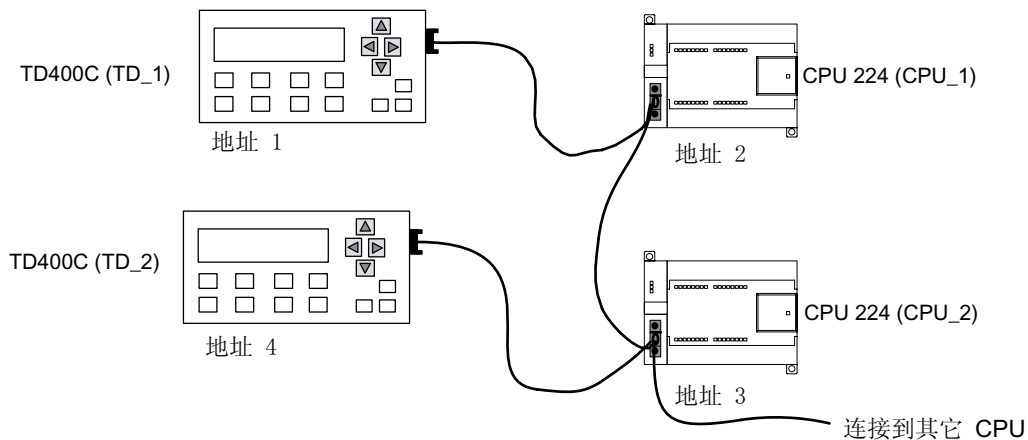 TD400C (TD_1)
CPU 224 (CPU_1)
地址 1
地址 2
TD400C (TD_2)
CPU 224 (CPU_2)
地址 4
地址 3
连接到其它 CPU